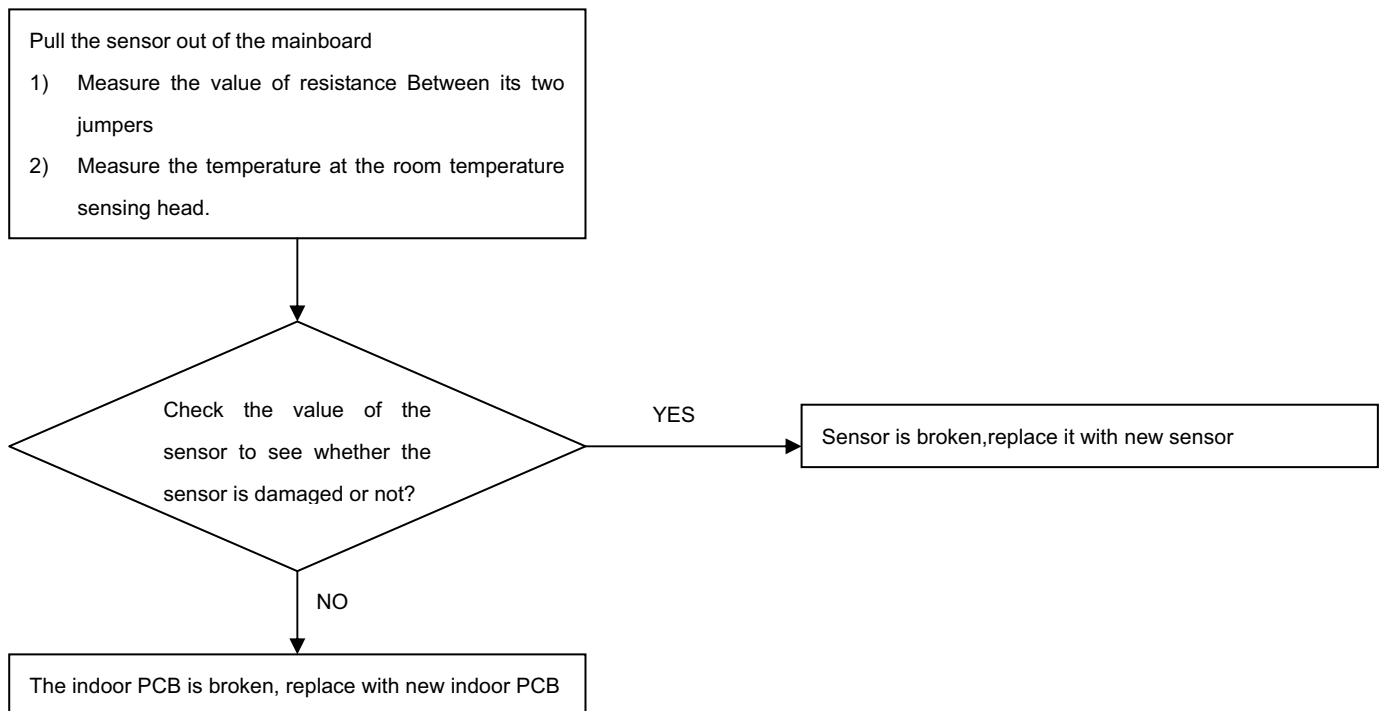 Pull the sensor out of the mainboard
1) Measure the value of resistance Between its two
jumpers
2) Measure the temperature at the room temperature
sensing head.
Check the value of the
sensor to see whether the
sensor is damaged or not?
YES
Sensor is broken,replace it with new sensor
NO
The indoor PCB is broken, replace with new indoor PCB